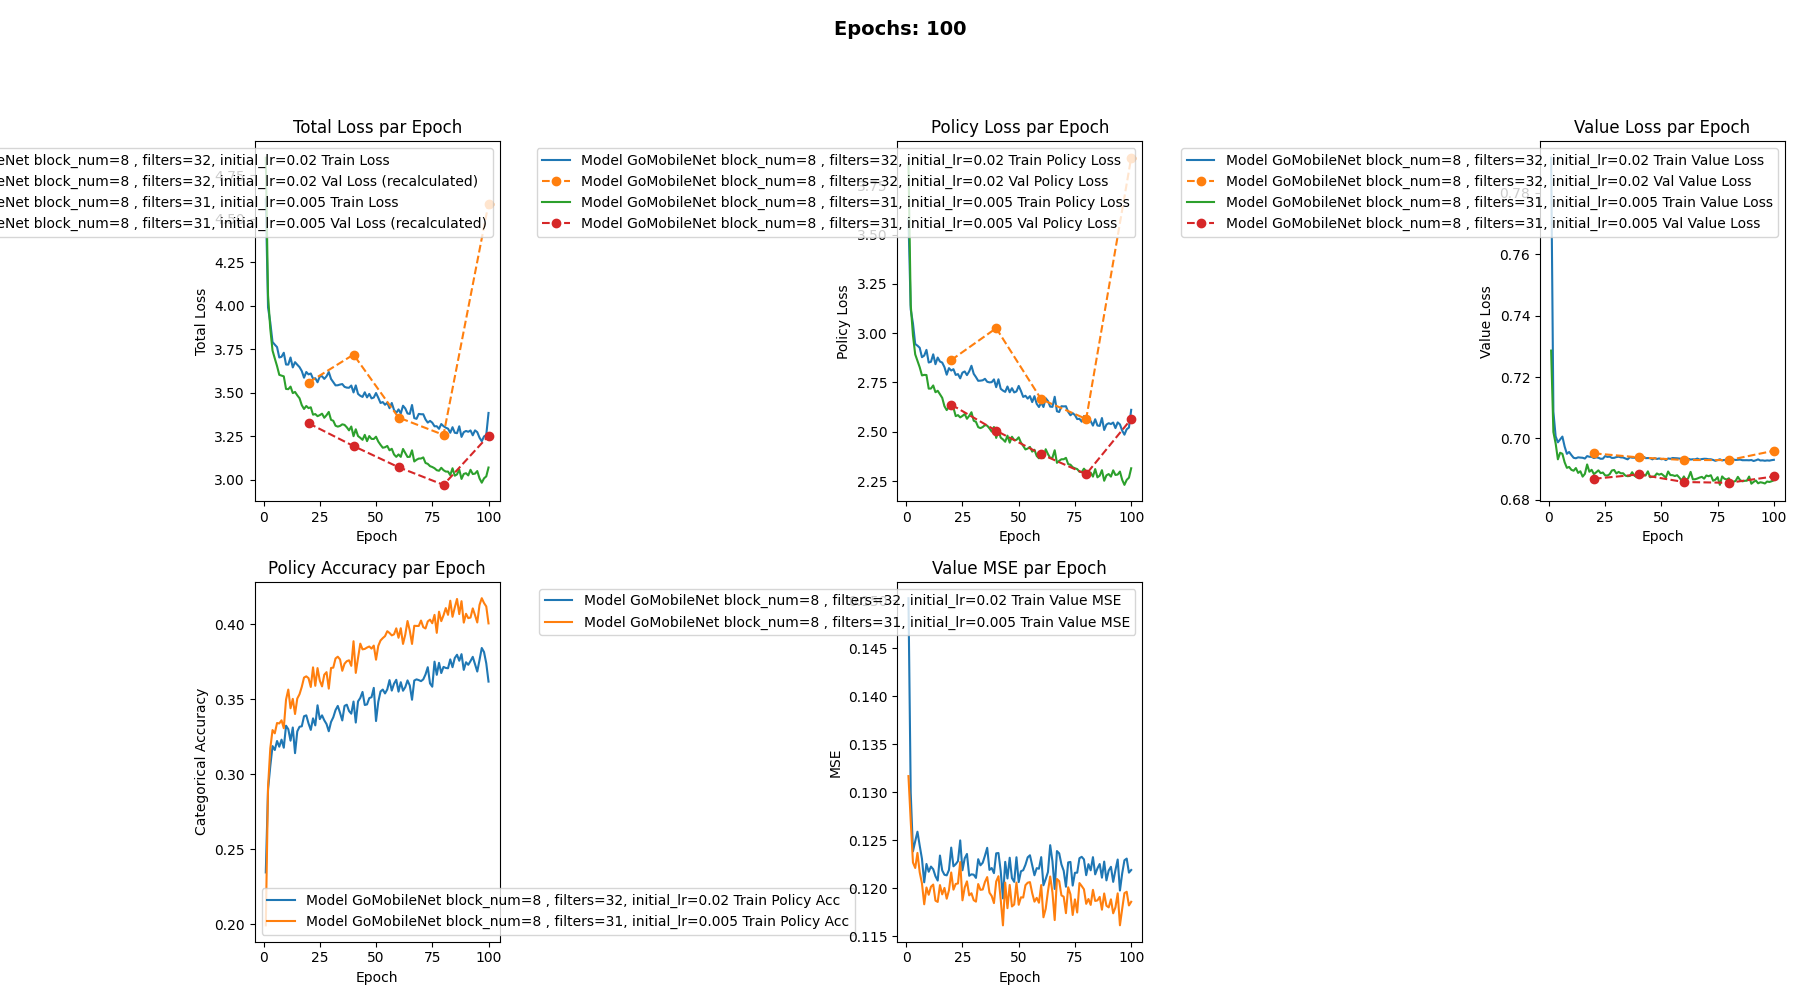 Epochs: 100
Total Loss par Epoch
eNet block_num=8 , filters=32, initial_lr=0.02 Train Loss
eNet block_num=8 , filters=32, initial_lr=0.02 Val Loss (recalculated)
eNet block_num=8 , filters=31, initial_lr=0.005 Train Loss
eNet block_num=8 , filters=31, initial_lr=0.005 Val Loss (recalculated)
Total Loss
4.75
4.50
4.25
4.00
3.75
3.50
3.25
3.00
0 25 50 75 100
Epoch
Policy Loss par Epoch
Model GoMobileNet block_num=8 , filters=32, initial_lr=0.02 Train Policy Loss
Model GoMobileNet block_num=8 , filters=32, initial_lr=0.02 Val Policy Loss
Model GoMobileNet block_num=8 , filters=31, initial_lr=0.005 Train Policy Loss
Model GoMobileNet block_num=8 , filters=31, initial_lr=0.005 Val Policy Loss
Policy Loss
3.75
3.50
3.25
3.00
2.75
2.50
2.25
0 25 50 75 100
Epoch
Value Loss par Epoch
Model GoMobileNet block_num=8 , filters=32, initial_lr=0.02 Train Value Loss
Model GoMobileNet block_num=8 , filters=32, initial_lr=0.02 Val Value Loss
Model GoMobileNet block_num=8 , filters=31, initial_lr=0.005 Train Value Loss
Model GoMobileNet block_num=8 , filters=31, initial_lr=0.005 Val Value Loss
Value Loss
0.78
0.76
0.74
0.72
0.70
0.68
0 25 50 75 100
Epoch
Policy Accuracy par Epoch
Categorical Accuracy
0.40
0.35
0.30
0.25
0.20
Model GoMobileNet block_num=8 , filters=32, initial_lr=0.02 Train Policy Acc
Model GoMobileNet block_num=8 , filters=31, initial_lr=0.005 Train Policy Acc
0 25 50 75 100
Epoch
Value MSE par Epoch
Model GoMobileNet block_num=8 , filters=32, initial_lr=0.02 Train Value MSE
Model GoMobileNet block_num=8 , filters=31, initial_lr=0.005 Train Value MSE
MSE
0.150
0.145
0.140
0.135
0.130
0.125
0.120
0.115
0 25 50 75 100
Epoch